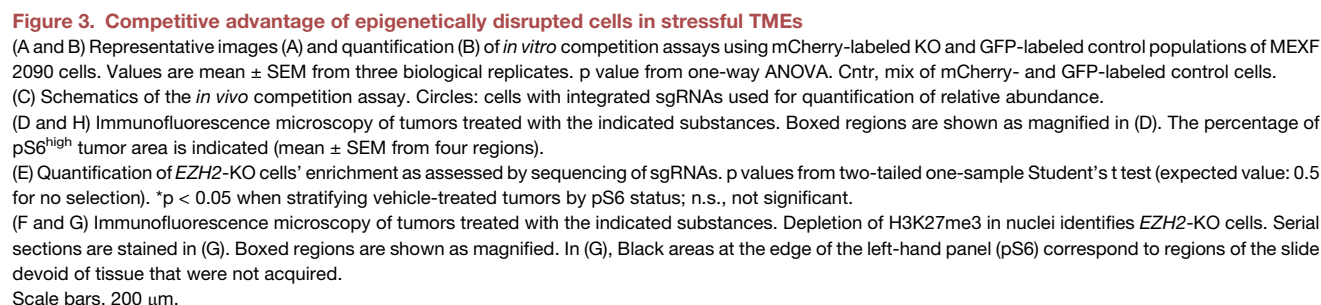 Figure 3. Competitive advantage of epigenetically disrupted cells in stressful TMEs
(A and B) Representative images (A) and quantification (B) of in vitro competition assays using mCherry-labeled KO and GFP-labeled control populations of MEXF
2090 cells. Values are mean ± SEM from three biological replicates. p value from one-way ANOVA. Cntr, mix of mCherry- and GFP-labeled control cells.
(C) Schematics of the in vivo competition assay. Circles: cells with integrated sgRNAs used for quantification of relative abundance.
(D and H) Immunofluorescence microscopy of tumors treated with the indicated substances. Boxed regions are shown as magnified in (D). The percentage of
pS6high tumor area is indicated (mean ± SEM from four regions).
(E) Quantification of EZH2-KO cells' enrichment as assessed by sequencing of sgRNAs. p values from two-tailed one-sample Student's t test (expected value: 0.5
for no selection). *p < 0.05 when stratifying vehicle-treated tumors by pS6 status; n.s., not significant.
(F and G) Immunofluorescence microscopy of tumors treated with the indicated substances. Depletion of H3K27me3 in nuclei identifies EZH2-KO cells. Serial
sections are stained in (G). Boxed regions are shown as magnified. In (G), Black areas at the edge of the left-hand panel (pS6) correspond to regions of the slide
devoid of tissue that were not acquired.
Scale bars, 200 μm.